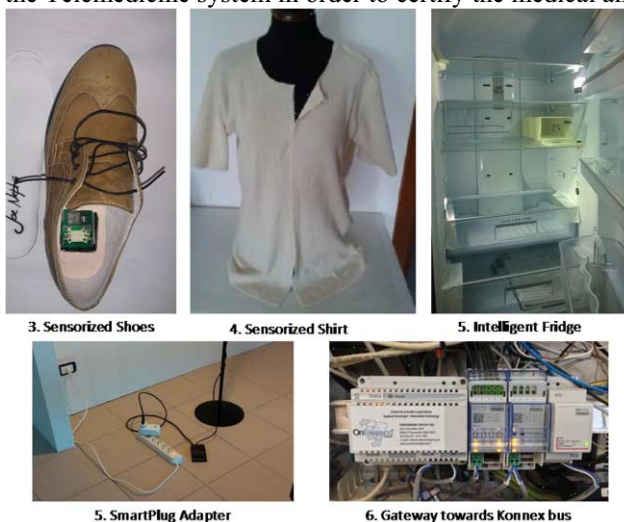 the Telemedicine system in order to certify the medical an
3. Sensorized Shoes
4. Sensorized Shirt
5. Intelligent Fridge
5. SmartPlug Adapter
6. Gateway towards Konnex bus